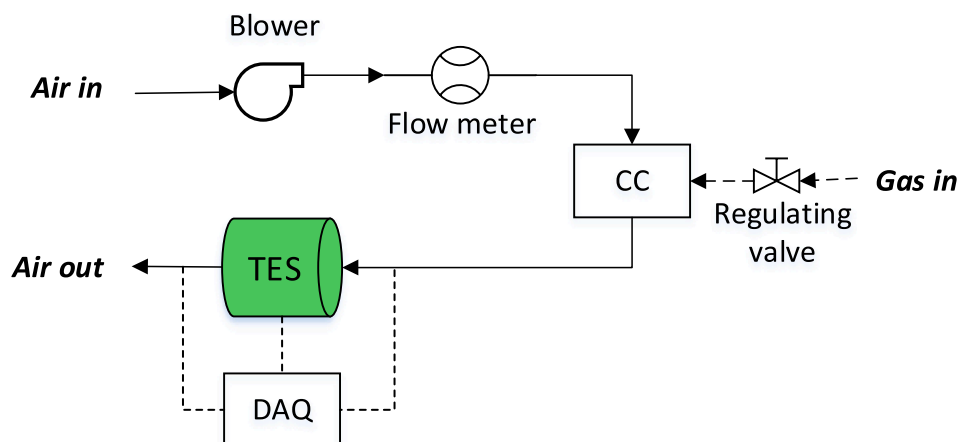 Blower
Air in
Flow meter
CC
Gas in
Regulating
valve
Air out
TES
DAQ